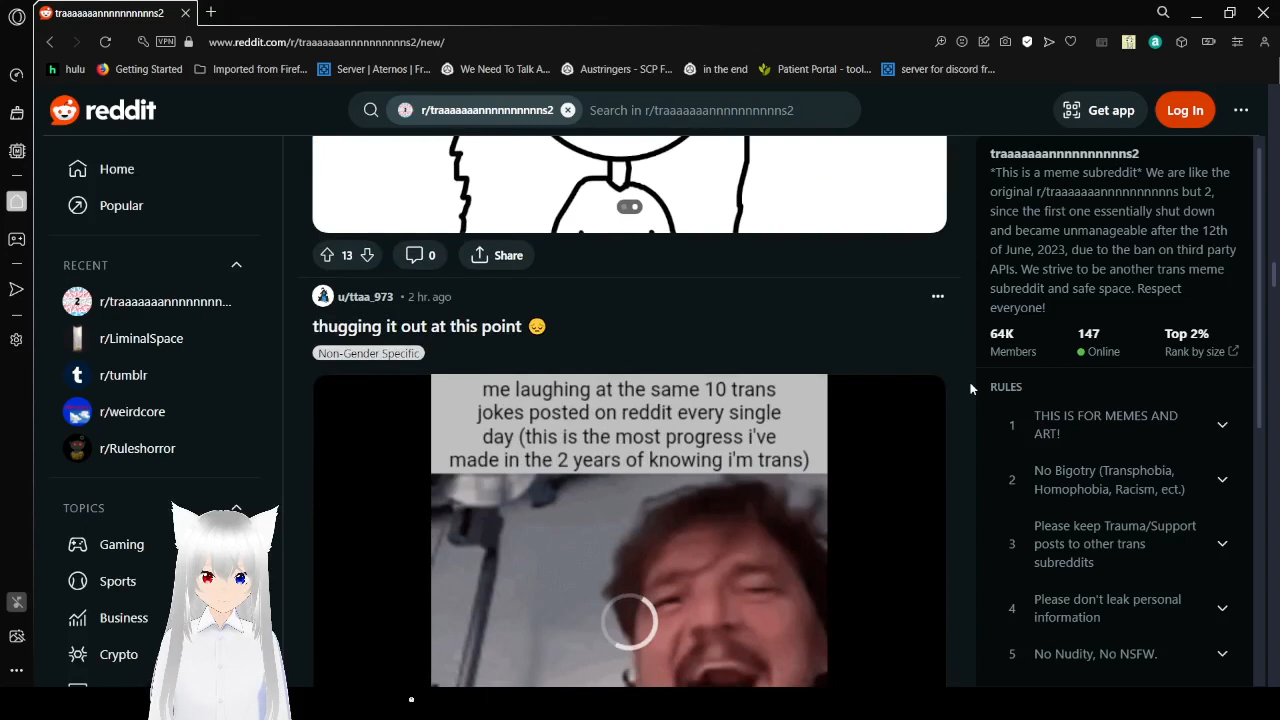 traaaaaaannnnnnnnnns2
VPN
www.reddit.com/r/traaaaaaannnnnnnnnns2/new/
hulu
Getting Started
Imported from Firef...
Server | Aternos | Fr...
We Need To Talk A...
Austringers - SCP F...
in the end
Patient Portal - tool...
server for discord fr...
reddit
r/traaaaaaannnnnnnnnns2
Search in r/traaaaaaannnnnnnnnns2
Get app
Log In
Home
Popular
RECENT
r/traaaaaaannnnnnn...
r/LiminalSpace
r/tumblr
r/weirdcore
r/Ruleshorror
TOPICS
Gaming
Sports
Business
Crypto
13
0
Share
u/ttaa_973 • 2 hr. ago
thugging it out at this point 😔
Non-Gender Specific
me laughing at the same 10 trans
jokes posted on reddit every single
day (this is the most progress i've
made in the 2 years of knowing i'm trans)
traaaaaaannnnnnnnnns2
*This is a meme subreddit* We are like the
original r/traaaaaaannnnnnnnnns but 2,
since the first one essentially shut down
and became unmanageable after the 12th
of June, 2023, due to the ban on third party
APIs. We strive to be another trans meme
subreddit and safe space. Respect
everyone!
64K 147 Top 2%
Members Online Rank by size
RULES
1 THIS IS FOR MEMES AND
ART!
2 No Bigotry (Transphobia,
Homophobia, Racism, ect.)
3 Please keep Trauma/Support
posts to other trans
subreddits
4 Please don't leak personal
information
5 No Nudity, No NSFW.